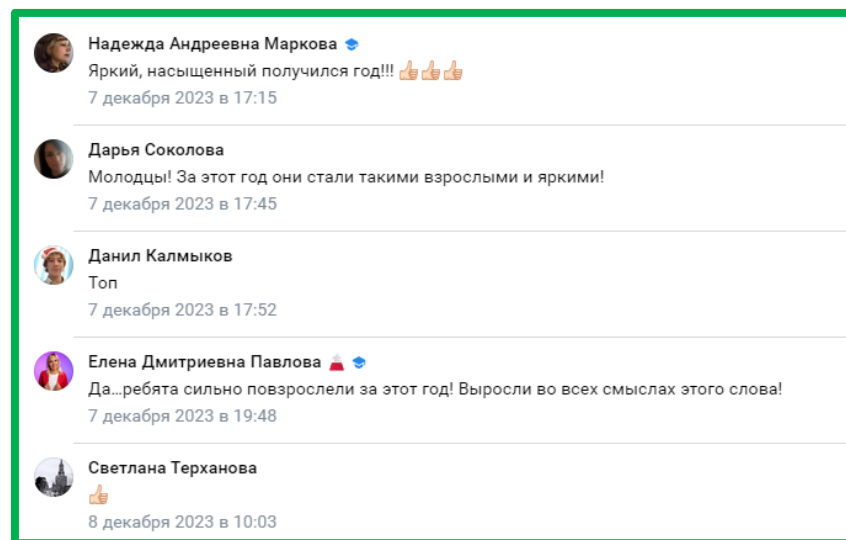 Надежда Андреевна Маркова
Яркий, насыщенный получился год!!! 👍👍👍
7 декабря 2023 в 17:15
Дарья Соколова
Молодцы! За этот год они стали такими взрослыми и яркими!
7 декабря 2023 в 17:45
Данил Калмыков
Топ
7 декабря 2023 в 17:52
Елена Дмитриевна Павлова
Да...ребята сильно повзрослели за этот год! Выросли во всех смыслах этого слова!
7 декабря 2023 в 19:48
Светлана Терханова
👍
8 декабря 2023 в 10:03